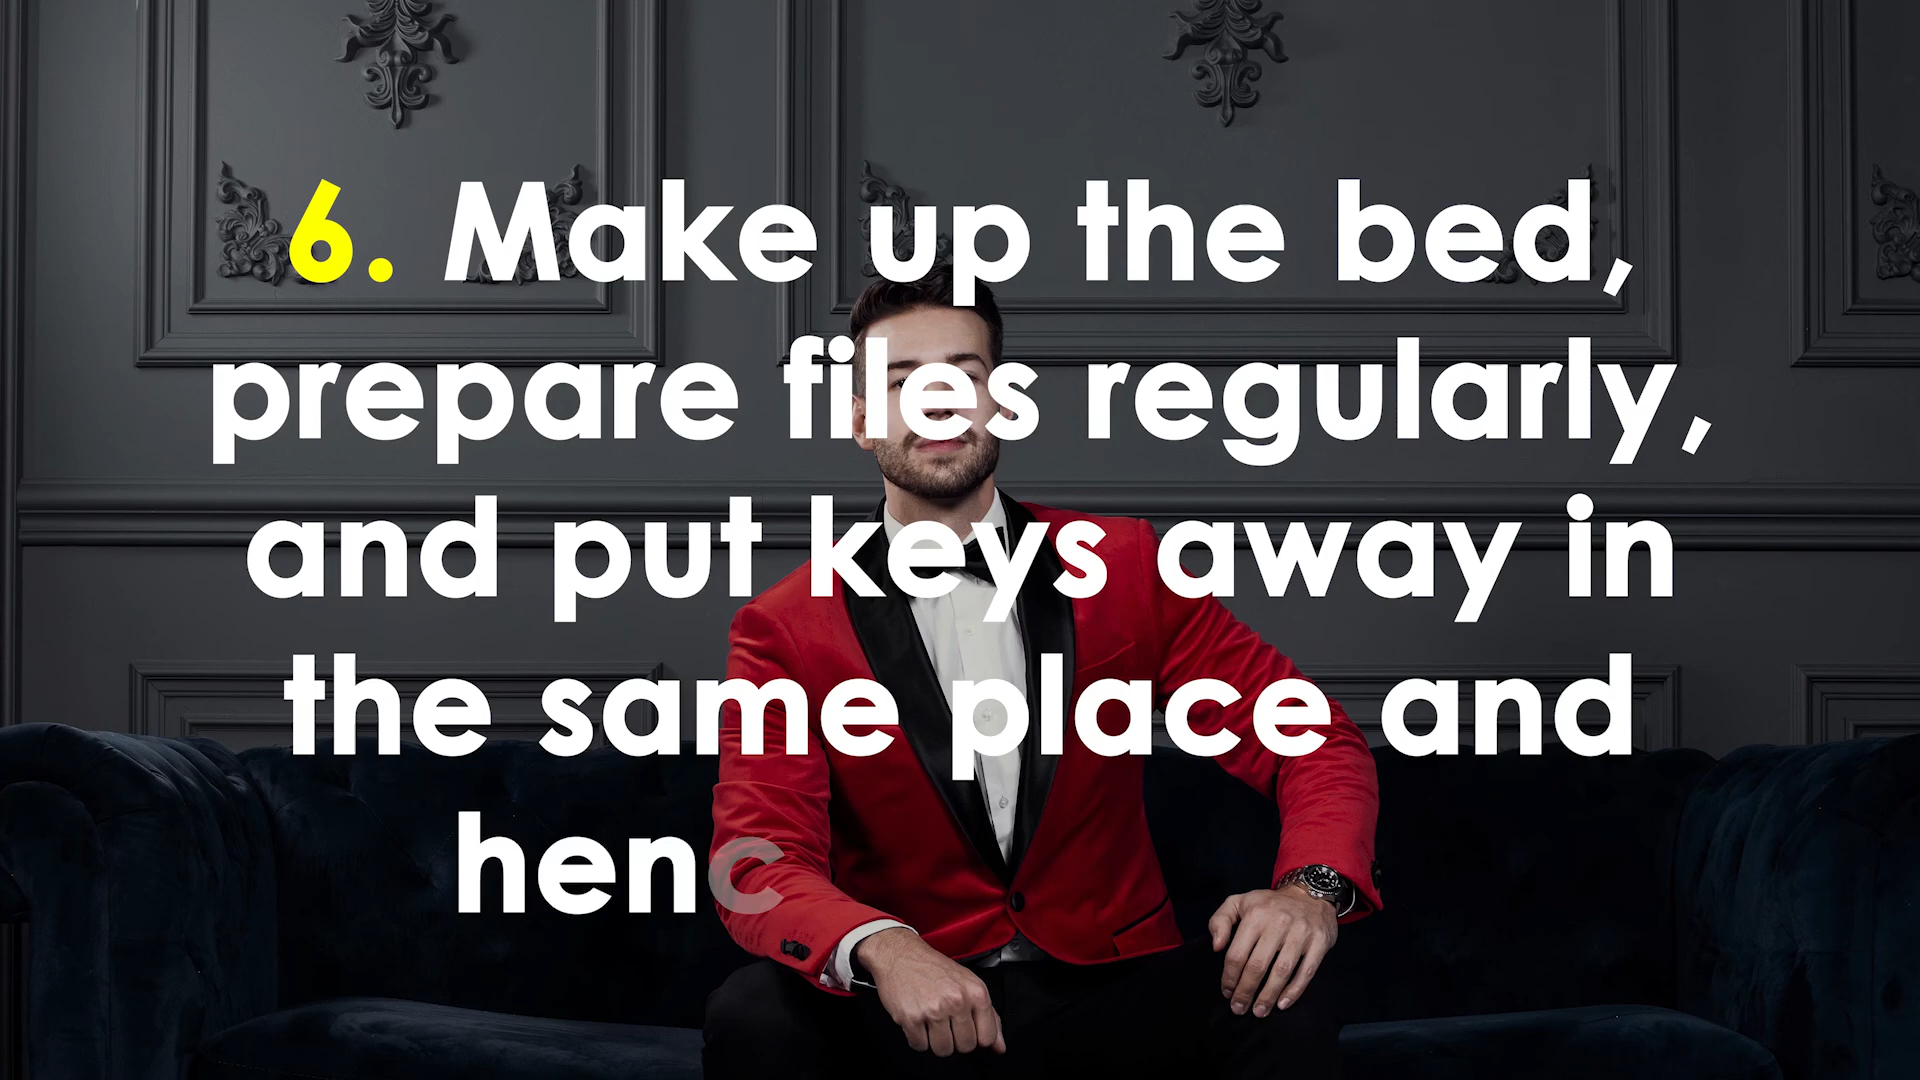 6. Make up the bed,
prepare files regularly,
and put keys away in
the same place and
henc